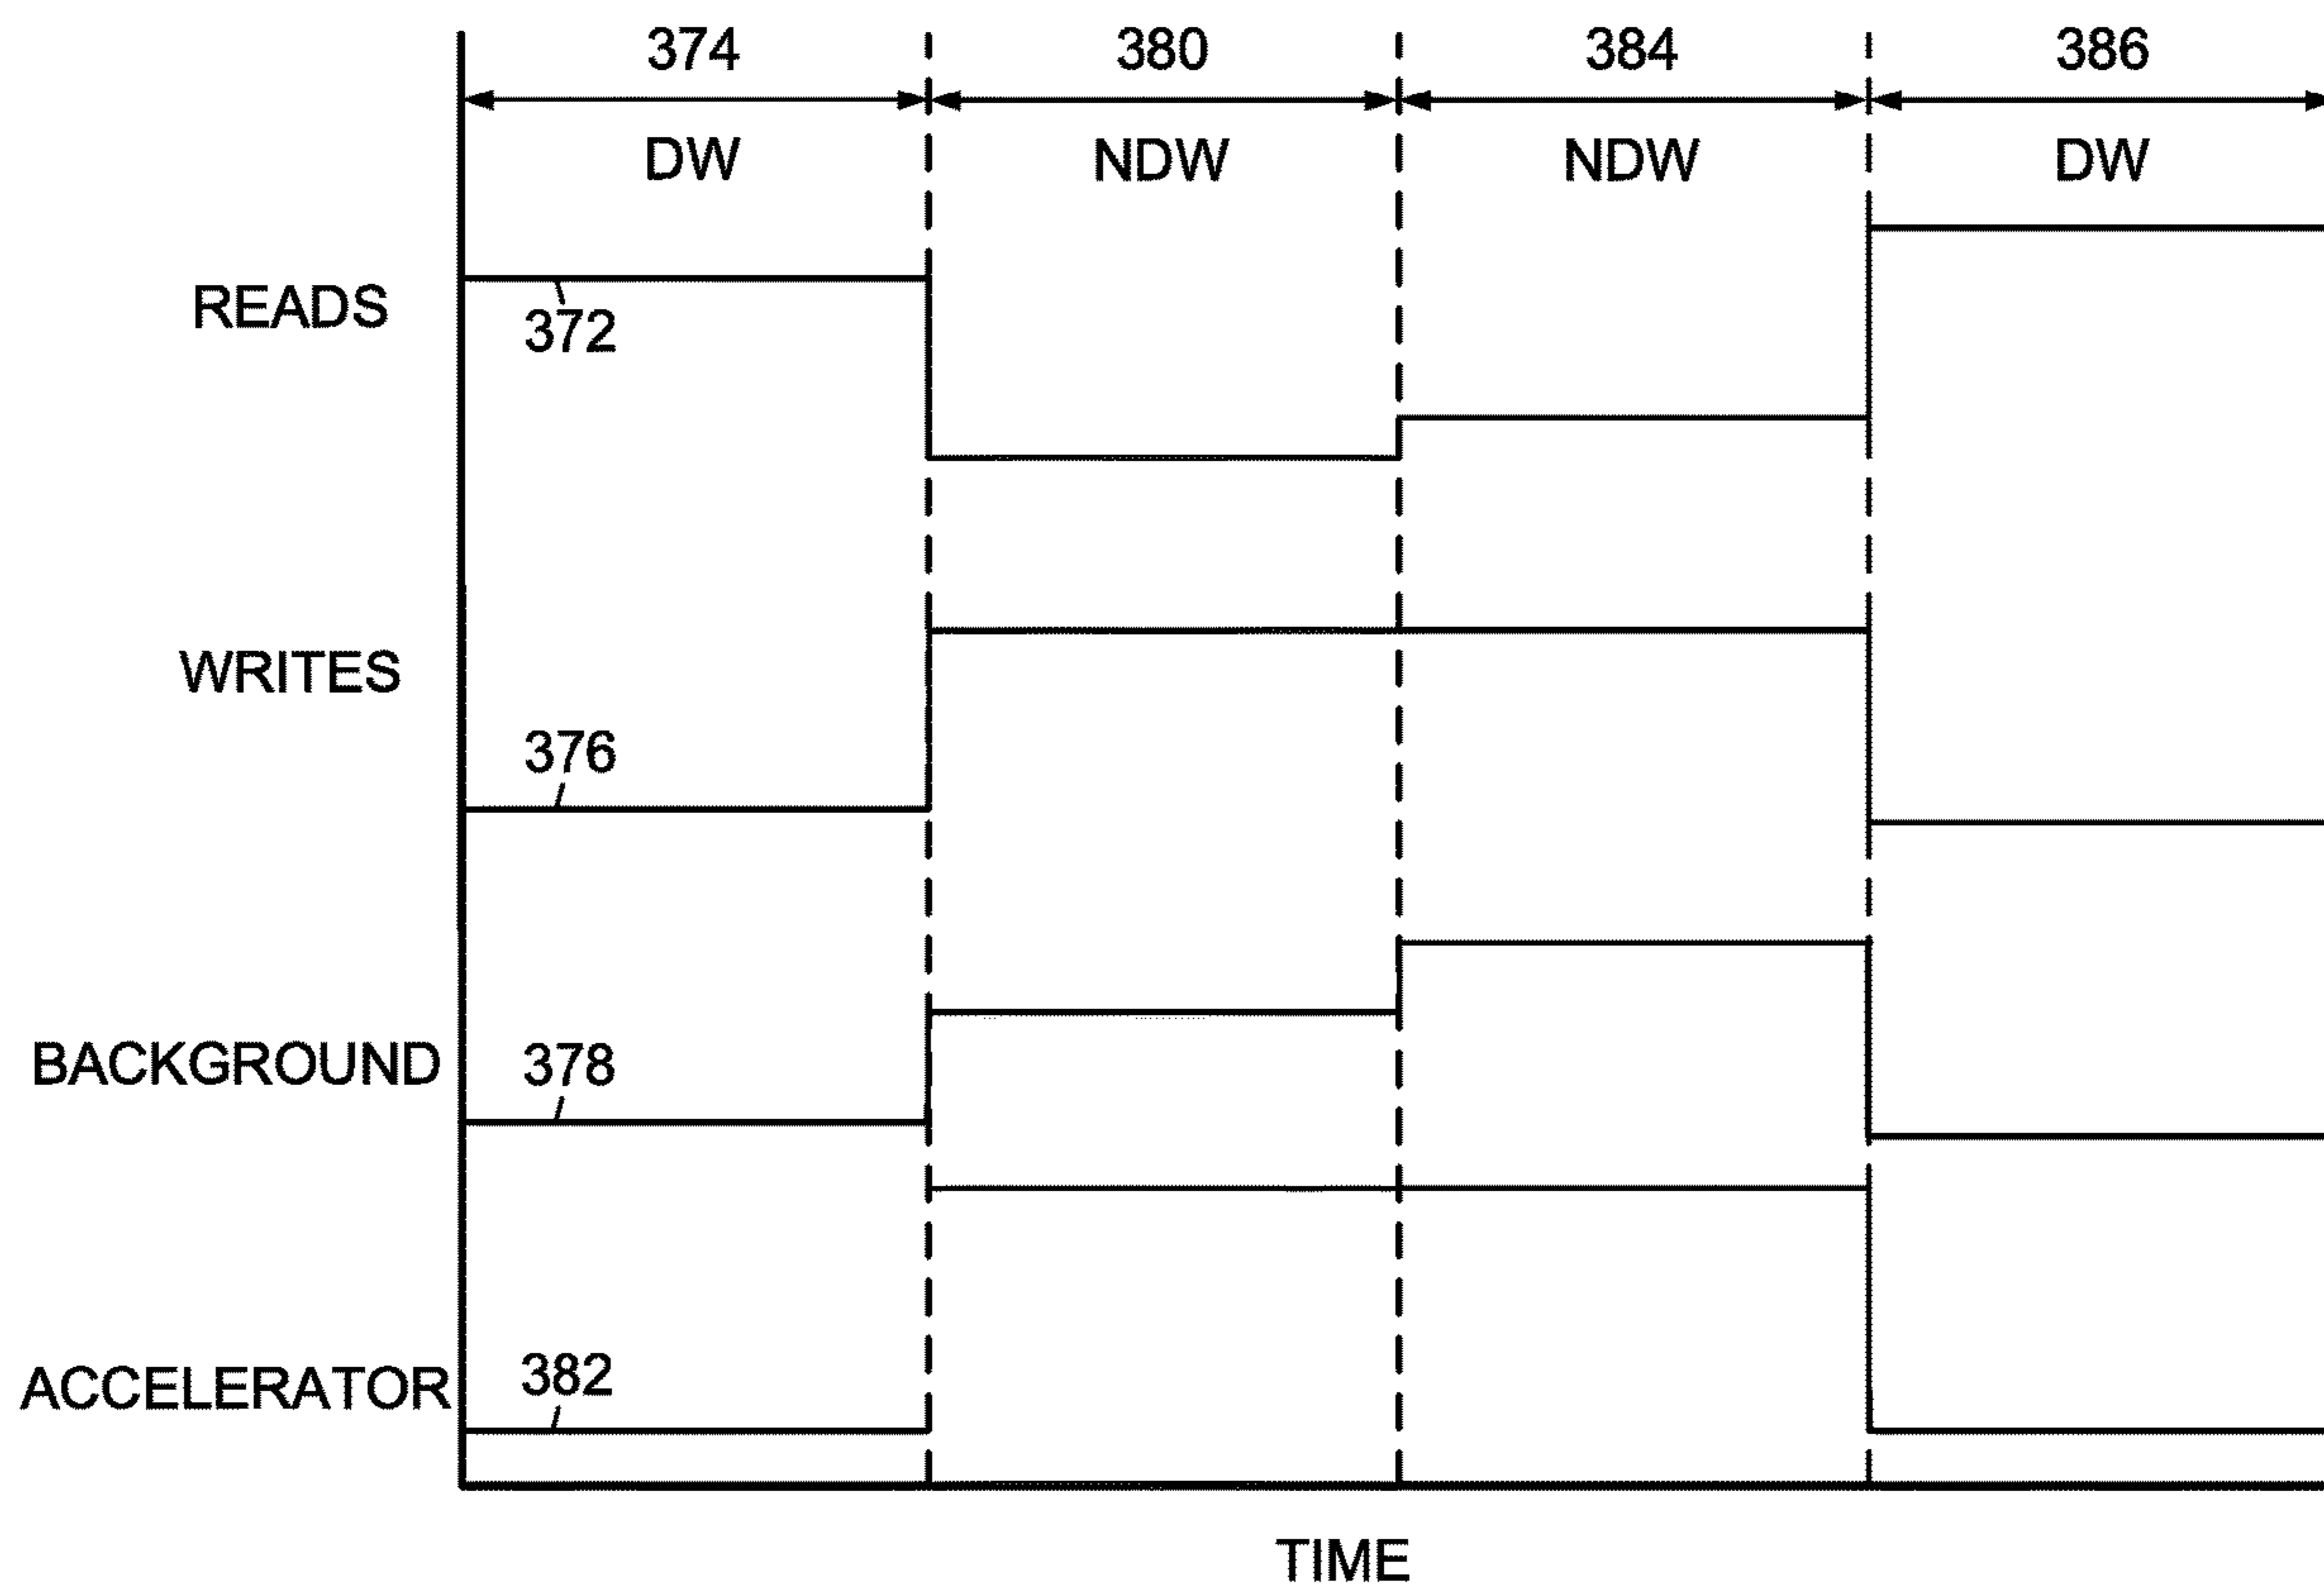 374 380 384 386
DW NDW NDW DW
READS
372
WRITES
376
BACKGROUND
378
ACCELERATOR
382
TIME